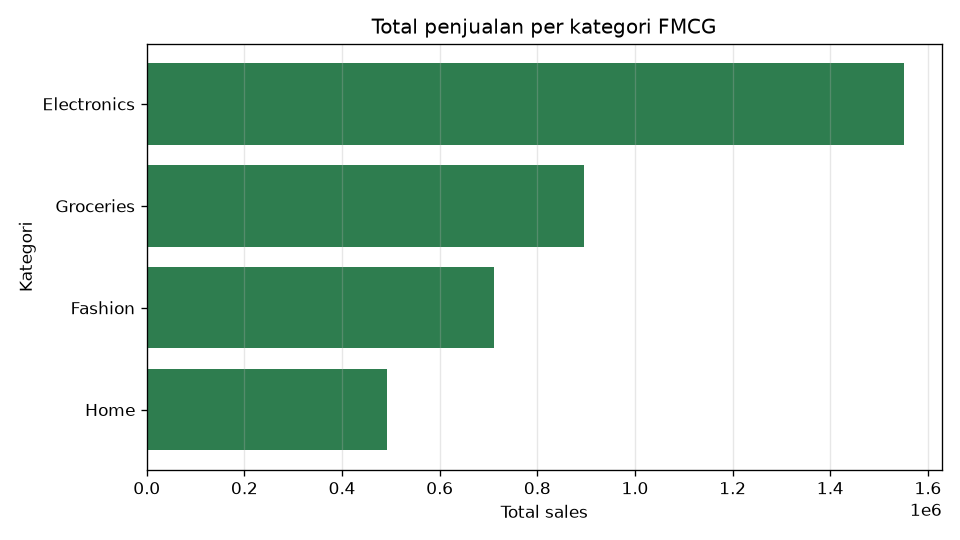 Total penjualan per kategori FMCG
Electronics
Groceries
Fashion
Home
Kategori
0.0 0.2 0.4 0.6 0.8 1.0 1.2 1.4 1.6
1e6
Total sales